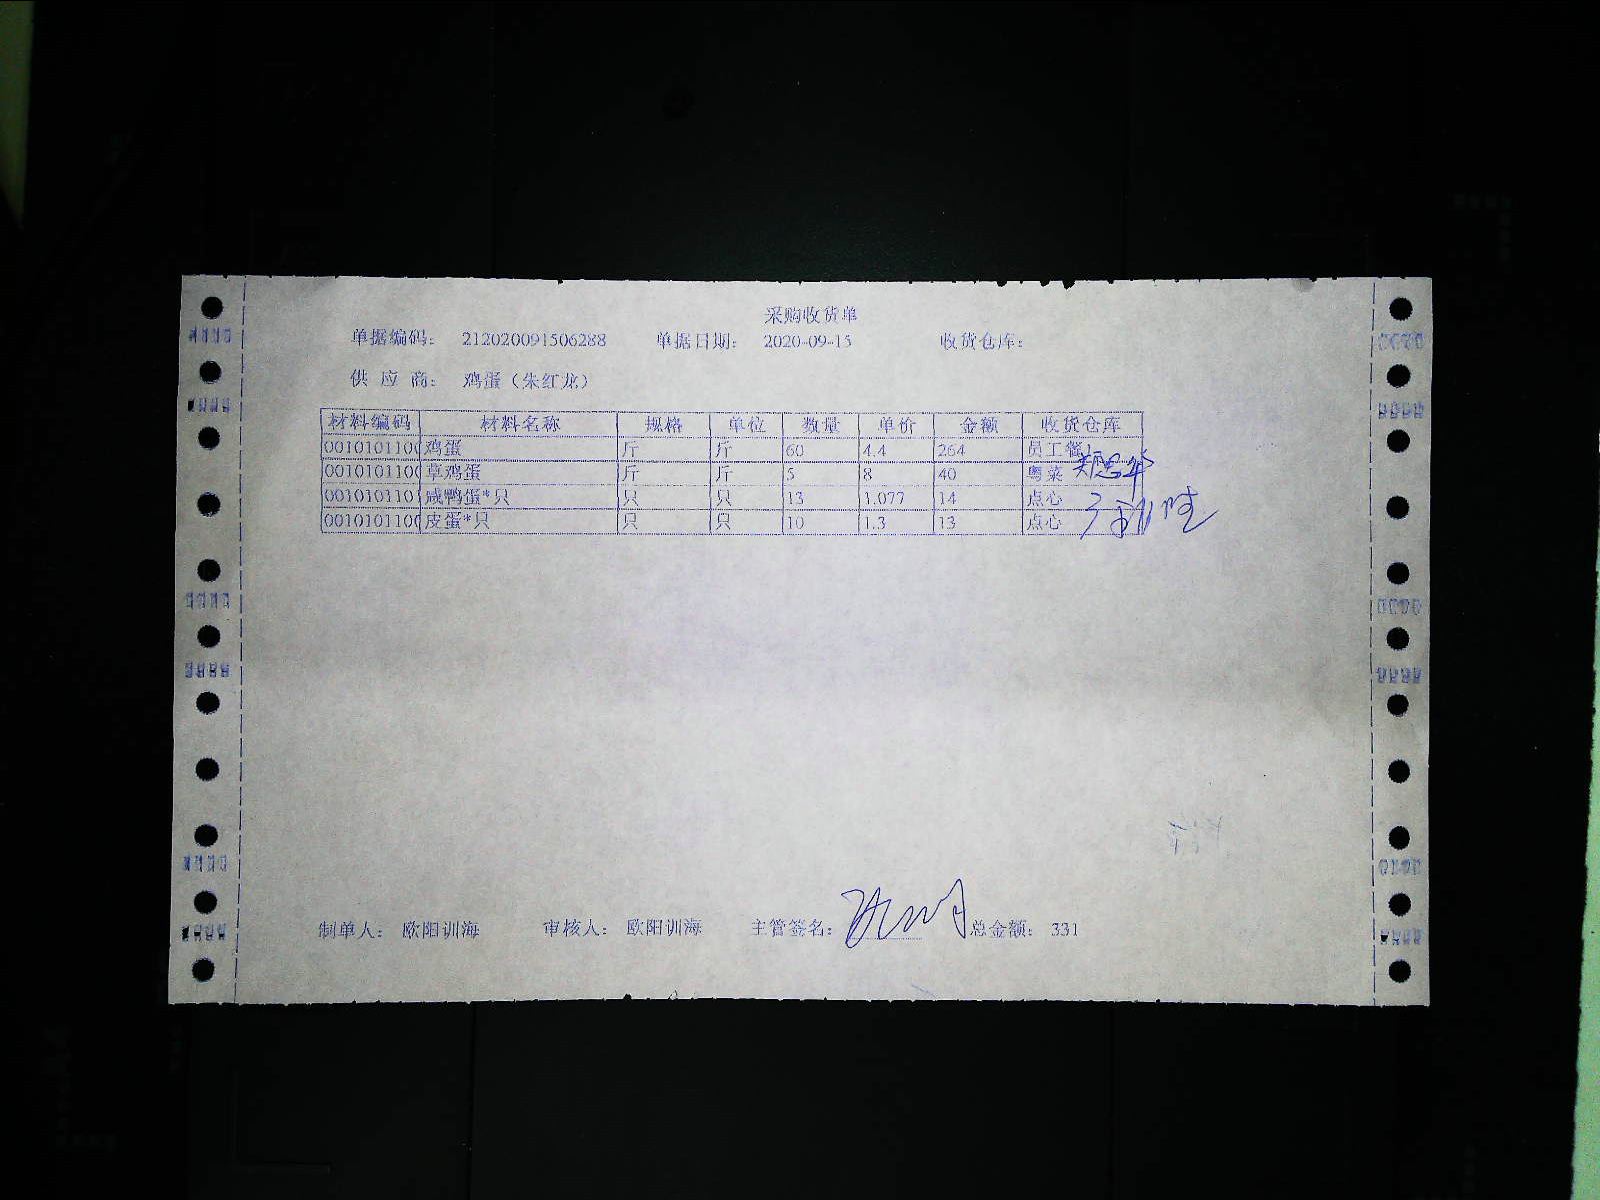 采购收货单
单据编码： 212020091506288 单据日期： 2020-09-15 收货仓库：
供 应 商： 鸡蛋（朱红龙）
材料编码 材料名称 规格 单位 数量 单价 金额 收货仓库
0010101100 鸡蛋 斤 斤 60 4.4 264 员工餐
0010101100 草鸡蛋 斤 斤 5 8 40 粤菜
0010101101 咸鸭蛋*只 只 只 13 1.077 14 点心
0010101100 皮蛋*只 只 只 10 1.3 13 点心
制单人： 欧阳训海 审核人： 欧阳训海 主管签名： 总金额： 331